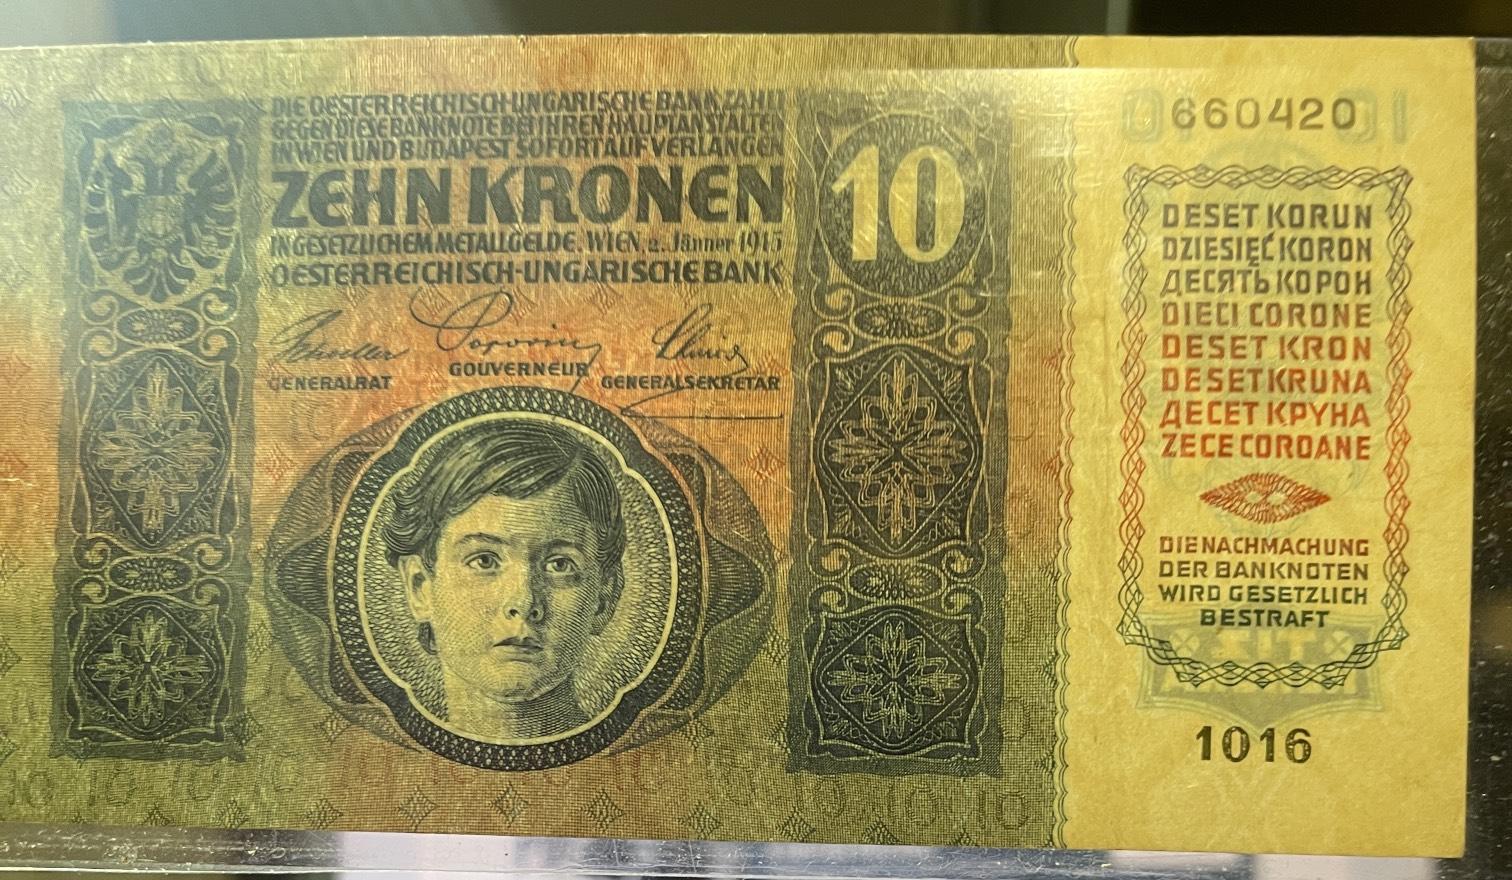 DIE OESTERREICHISCH-UNGARISCHE BANK ZAHLT
GEGEN DIESE BANKNOTE BEI IHREN HAUPTANSTALTEN
IN WIEN UND BUDAPEST SOFORT AUF VERLANGEN
ZEHN KRONEN
IN GESETZLICHEM METALLGELDE. WIEN, 2. Jänner 1915
OESTERREICHISCH-UNGARISCHE BANK
GENERALRAT
GOUVERNEUR
GENERALSEKRETÄR
10
660420
DESET KORUN
DZIESIĘĆ KORON
ДЕСЯТЬ КОРОН
DIECI CORONE
DESET KRON
DESET KRUNA
ДЕСЕТ КРУНА
ZECE COROANE
DIE NACHMACHUNG
DER BANKNOTEN
WIRD GESETZLICH
BESTRAFT
1016